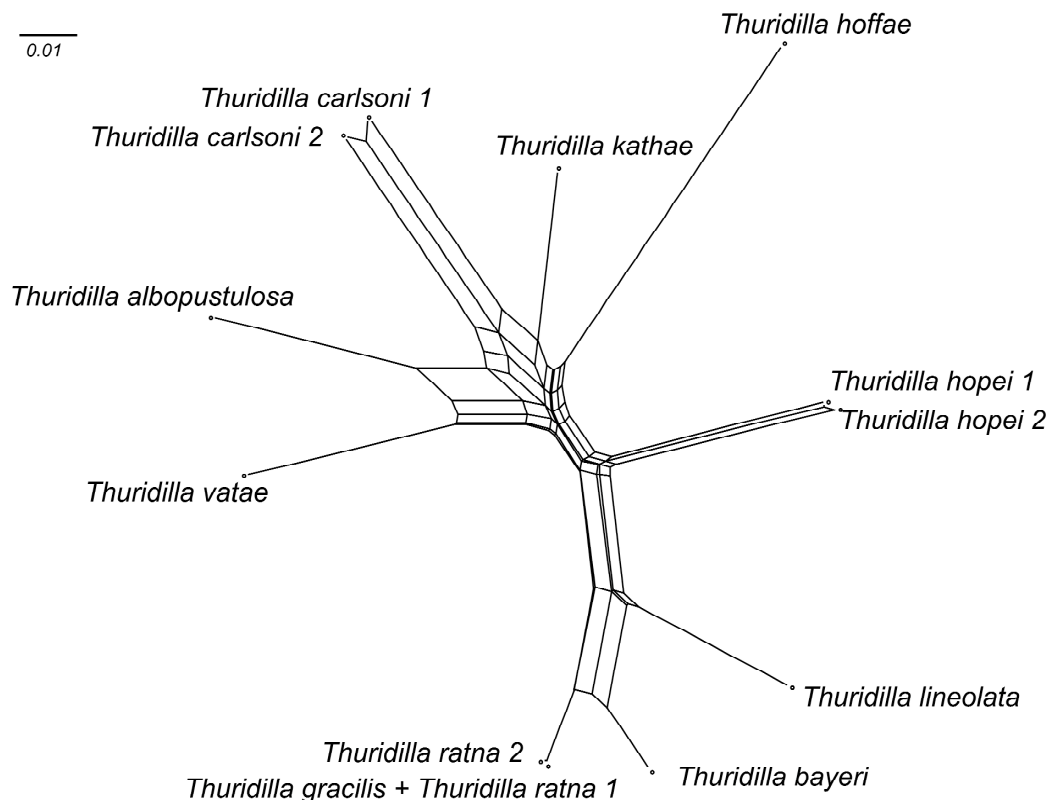 Thuridilla hoffae
0.01
Thuridilla carlsoni 1
Thuridilla carlsoni 2
Thuridilla kathae
Thuridilla albopustulosa
Thuridilla hopei 1
Thuridilla hopei 2
Thuridilla vatae
Thuridilla lineolata
Thuridilla ratna 2
Thuridilla bayeri
Thuridilla gracilis + Thuridilla ratna 1